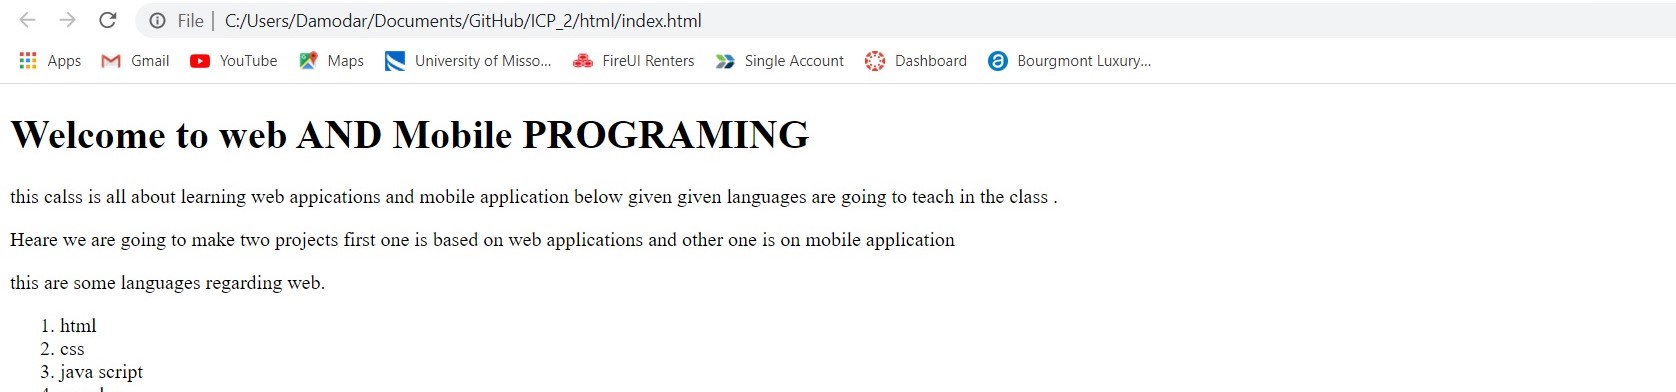 File | C:/Users/Damodar/Documents/GitHub/ICP_2/html/index.html
Apps Gmail YouTube Maps University of Misso... FireUI Renters Single Account Dashboard Bourgmont Luxury...
Welcome to web AND Mobile PROGRAMING
this calss is all about learning web appications and mobile application below given given languages are going to teach in the class .
Heare we are going to make two projects first one is based on web applications and other one is on mobile application
this are some languages regarding web.
1. html
2. css
3. java script